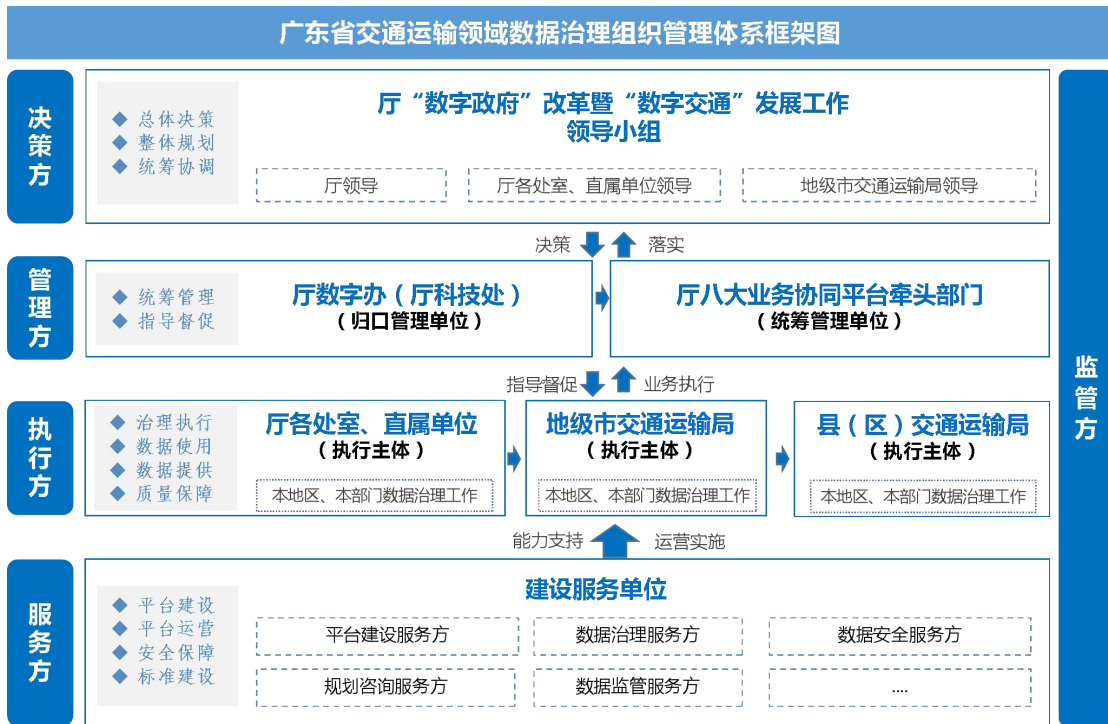 广东省交通运输领域数据治理组织管理体系框架图
决策方
◆ 总体决策
◆ 整体规划
◆ 统筹协调
厅“数字政府”改革暨“数字交通”发展工作
领导小组
厅领导
厅各处室、直属单位领导
地级市交通运输局领导
决策
落实
管理方
◆ 统筹管理
◆ 指导督促
厅数字办（厅科技处）
（归口管理单位）
厅八大业务协同平台牵头部门
（统筹管理单位）
指导督促
业务执行
执行方
◆ 治理执行
◆ 数据使用
◆ 数据提供
◆ 质量保障
厅各处室、直属单位
（执行主体）
本地区、本部门数据治理工作
地级市交通运输局
（执行主体）
本地区、本部门数据治理工作
县（区）交通运输局
（执行主体）
本地区、本部门数据治理工作
能力支持
运营实施
服务方
◆ 平台建设
◆ 平台运营
◆ 安全保障
◆ 标准建设
建设服务单位
平台建设服务方
数据治理服务方
数据安全服务方
规划咨询服务方
数据监管服务方
....
监管方